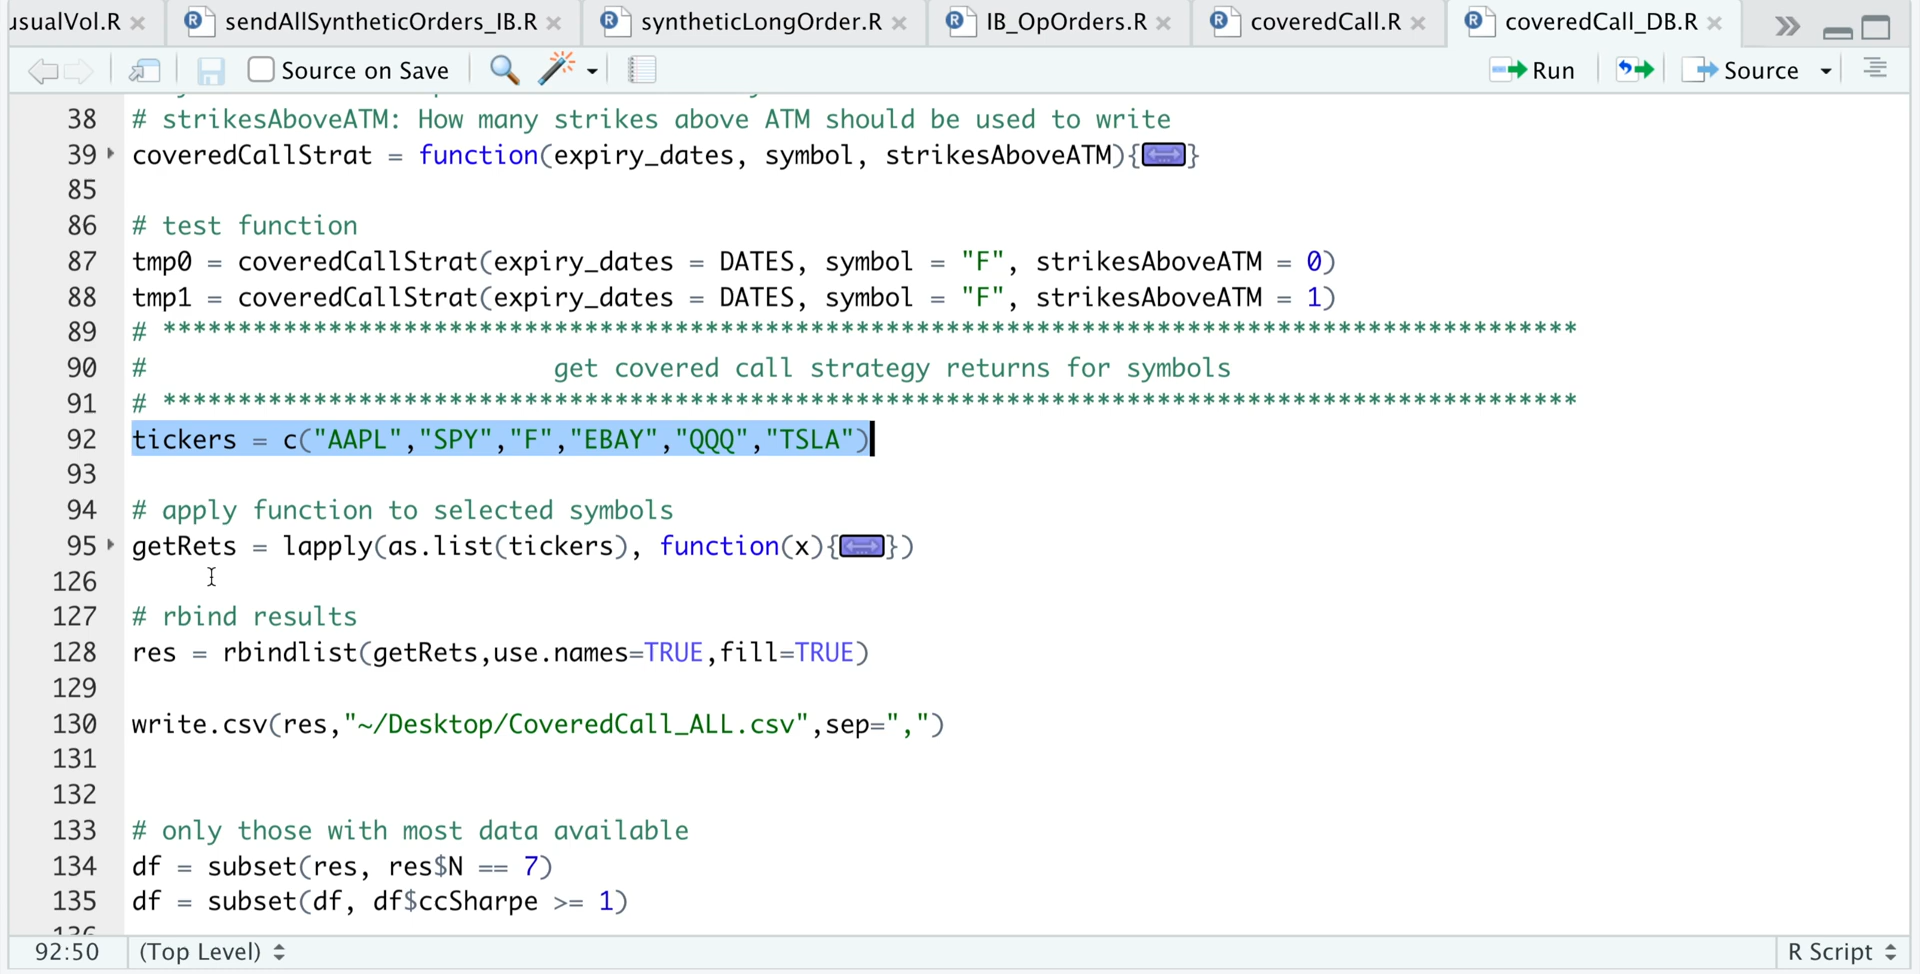 usualVol.R sendAllSyntheticOrders_IB.R syntheticLongOrder.R IB_OpOrders.R coveredCall.R coveredCall_DB.R
Source on Save Run Source
38 # strikesAboveATM: How many strikes above ATM should be used to write
39 coveredCallStrat = function(expiry_dates, symbol, strikesAboveATM){}
85
86 # test function
87 tmp0 = coveredCallStrat(expiry_dates = DATES, symbol = "F", strikesAboveATM = 0)
88 tmp1 = coveredCallStrat(expiry_dates = DATES, symbol = "F", strikesAboveATM = 1)
89 # **********************************************************************************************
90 # get covered call strategy returns for symbols
91 # **********************************************************************************************
92 tickers = c("AAPL","SPY","F","EBAY","QQQ","TSLA")
93
94 # apply function to selected symbols
95 getRets = lapply(as.list(tickers), function(x){})
126
127 # rbind results
128 res = rbindlist(getRets,use.names=TRUE,fill=TRUE)
129
130 write.csv(res,"~/Desktop/CoveredCall_ALL.csv",sep=",")
131
132
133 # only those with most data available
134 df = subset(res, res$N == 7)
135 df = subset(df, df$ccSharpe >= 1)
92:50 (Top Level) R Script